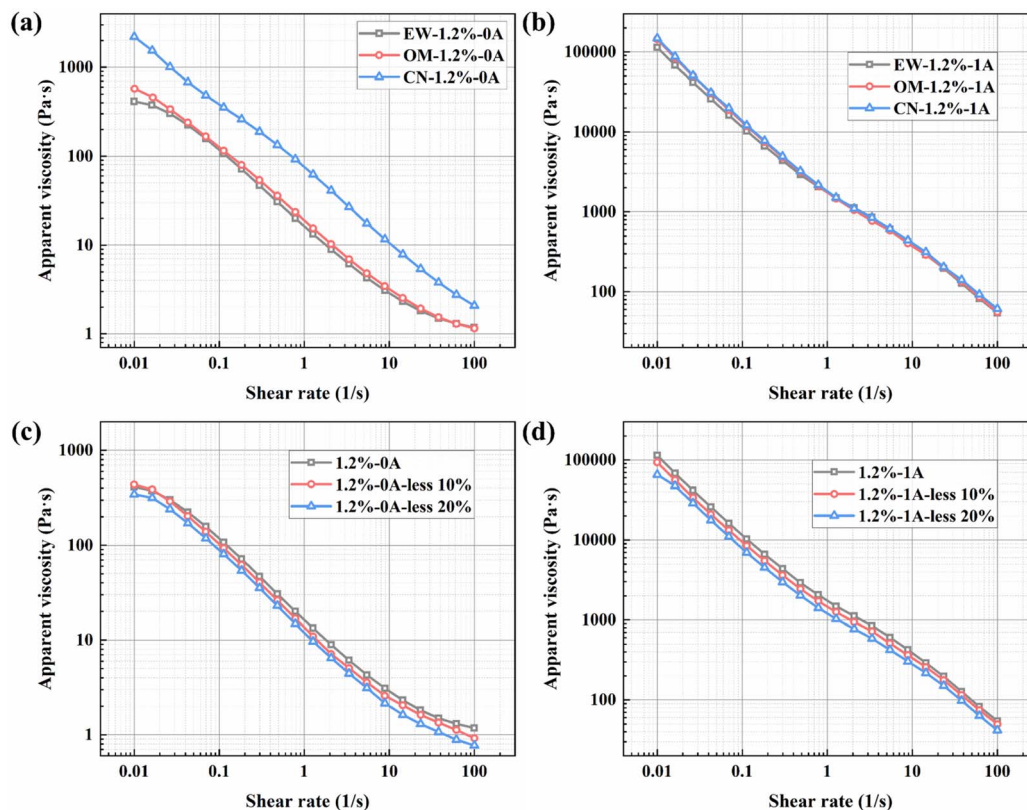 (a)
EW-1.2%-0A
OM-1.2%-0A
CN-1.2%-0A
1000
100
10
1
Apparent viscosity (Pa·s)
0.01 0.1 1 10 100
Shear rate (1/s)
(b)
EW-1.2%-1A
OM-1.2%-1A
CN-1.2%-1A
100000
10000
1000
100
Apparent viscosity (Pa·s)
0.01 0.1 1 10 100
Shear rate (1/s)
(c)
1.2%-0A
1.2%-0A-less 10%
1.2%-0A-less 20%
1000
100
10
1
Apparent viscosity (Pa·s)
0.01 0.1 1 10 100
Shear rate (1/s)
(d)
1.2%-1A
1.2%-1A-less 10%
1.2%-1A-less 20%
100000
10000
1000
100
Apparent viscosity (Pa·s)
0.01 0.1 1 10 100
Shear rate (1/s)